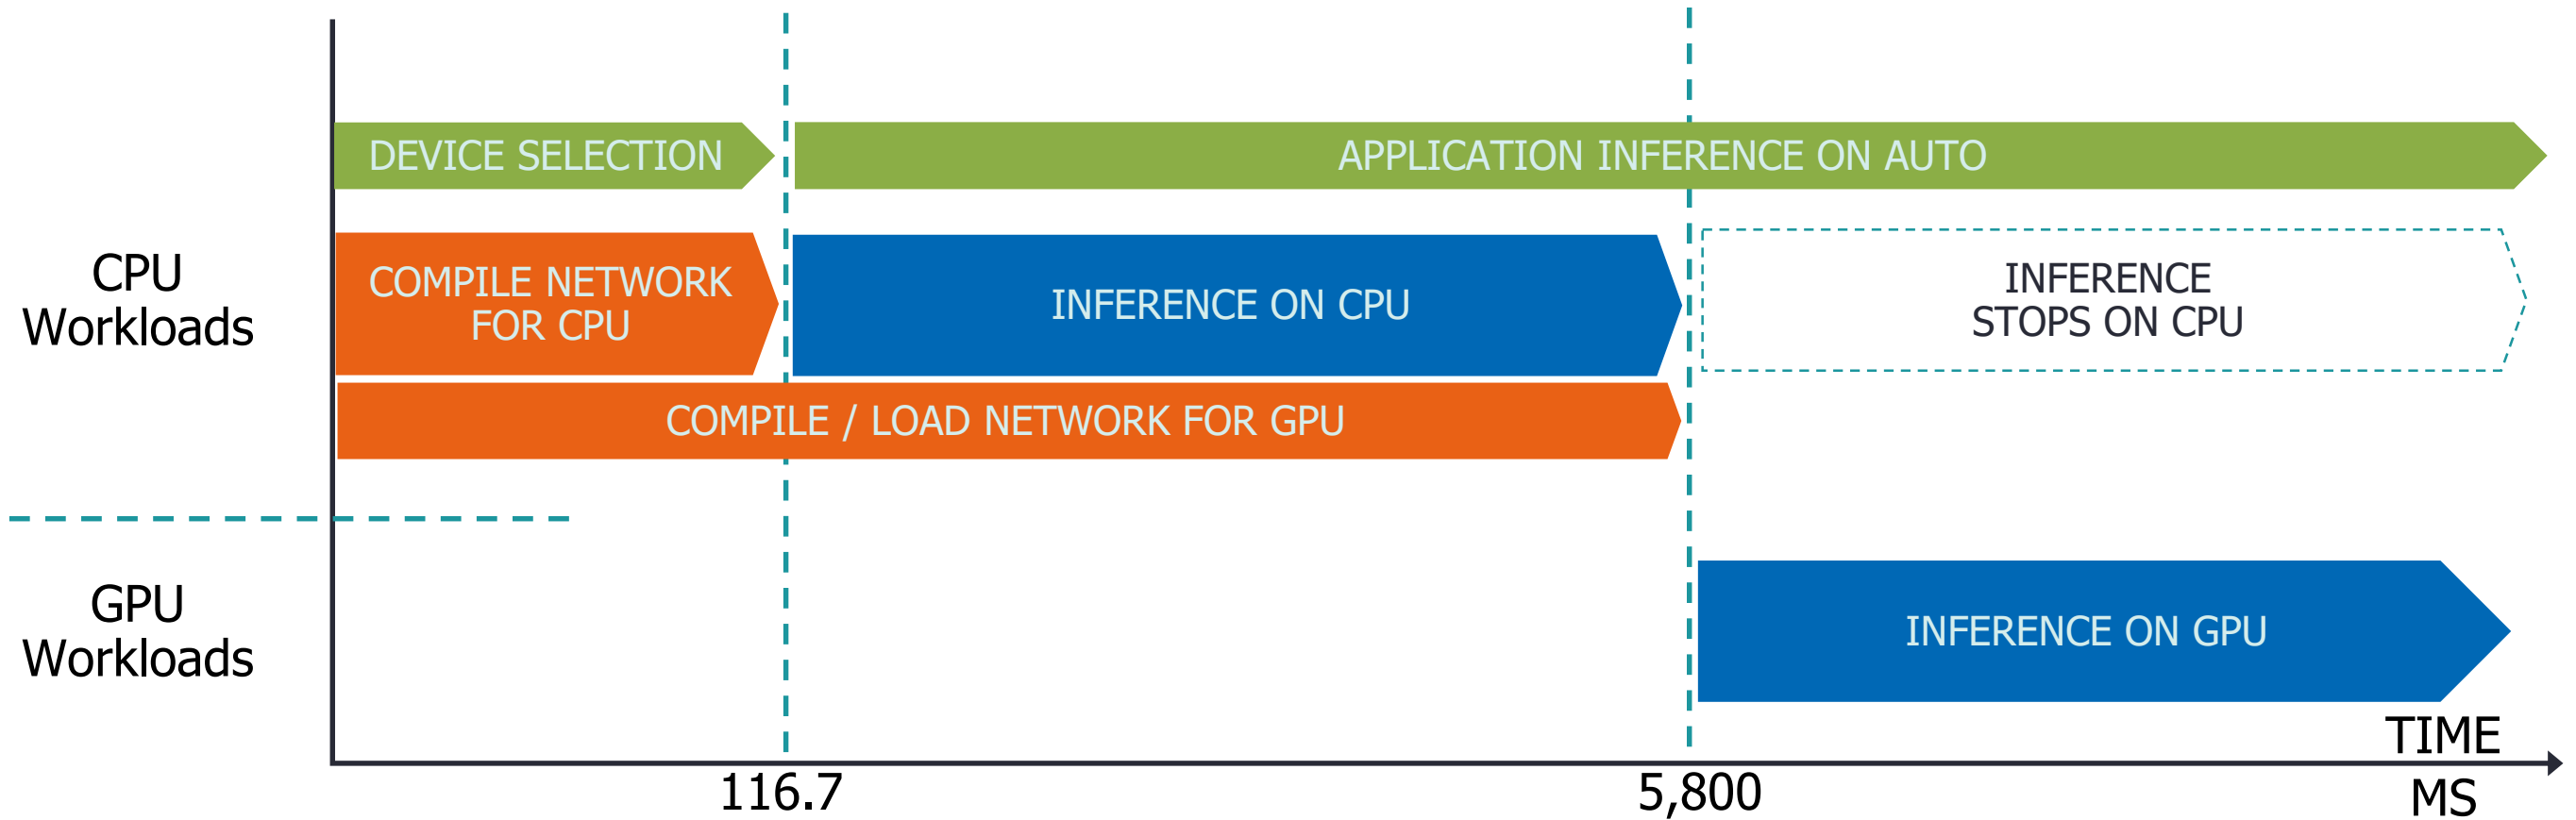 DEVICE SELECTION
APPLICATION INFERENCE ON AUTO
CPU
Workloads
COMPILE NETWORK
FOR CPU
INFERENCE ON CPU
INFERENCE
STOPS ON CPU
COMPILE / LOAD NETWORK FOR GPU
GPU
Workloads
INFERENCE ON GPU
TIME
116.7
5,800
MS